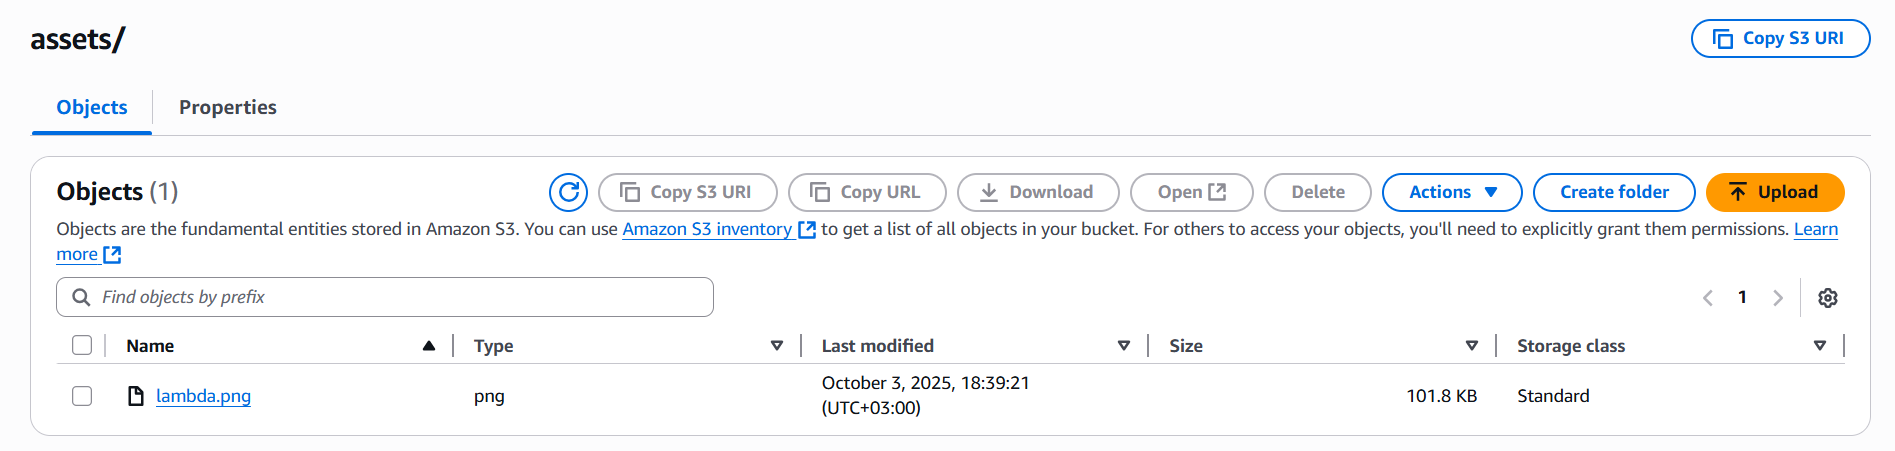 assets/
Copy S3 URI
Objects
Properties
Objects (1)
Copy S3 URI
Copy URL
Download
Open
Delete
Actions
Create folder
Upload
Objects are the fundamental entities stored in Amazon S3. You can use Amazon S3 inventory to get a list of all objects in your bucket. For others to access your objects, you'll need to explicitly grant them permissions. Learn
more
Find objects by prefix
1
Name
Type
Last modified
Size
Storage class
lambda.png
png
October 3, 2025, 18:39:21
(UTC+03:00)
101.8 KB
Standard